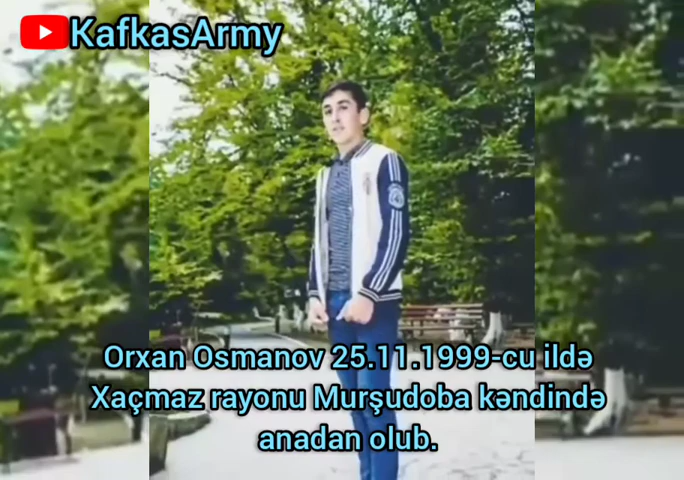 KafkasArmy
Orxan Osmanov 25.11.1999-cu ildə
Xaçmaz rayonu Murşudoba kəndində
anadan olub.